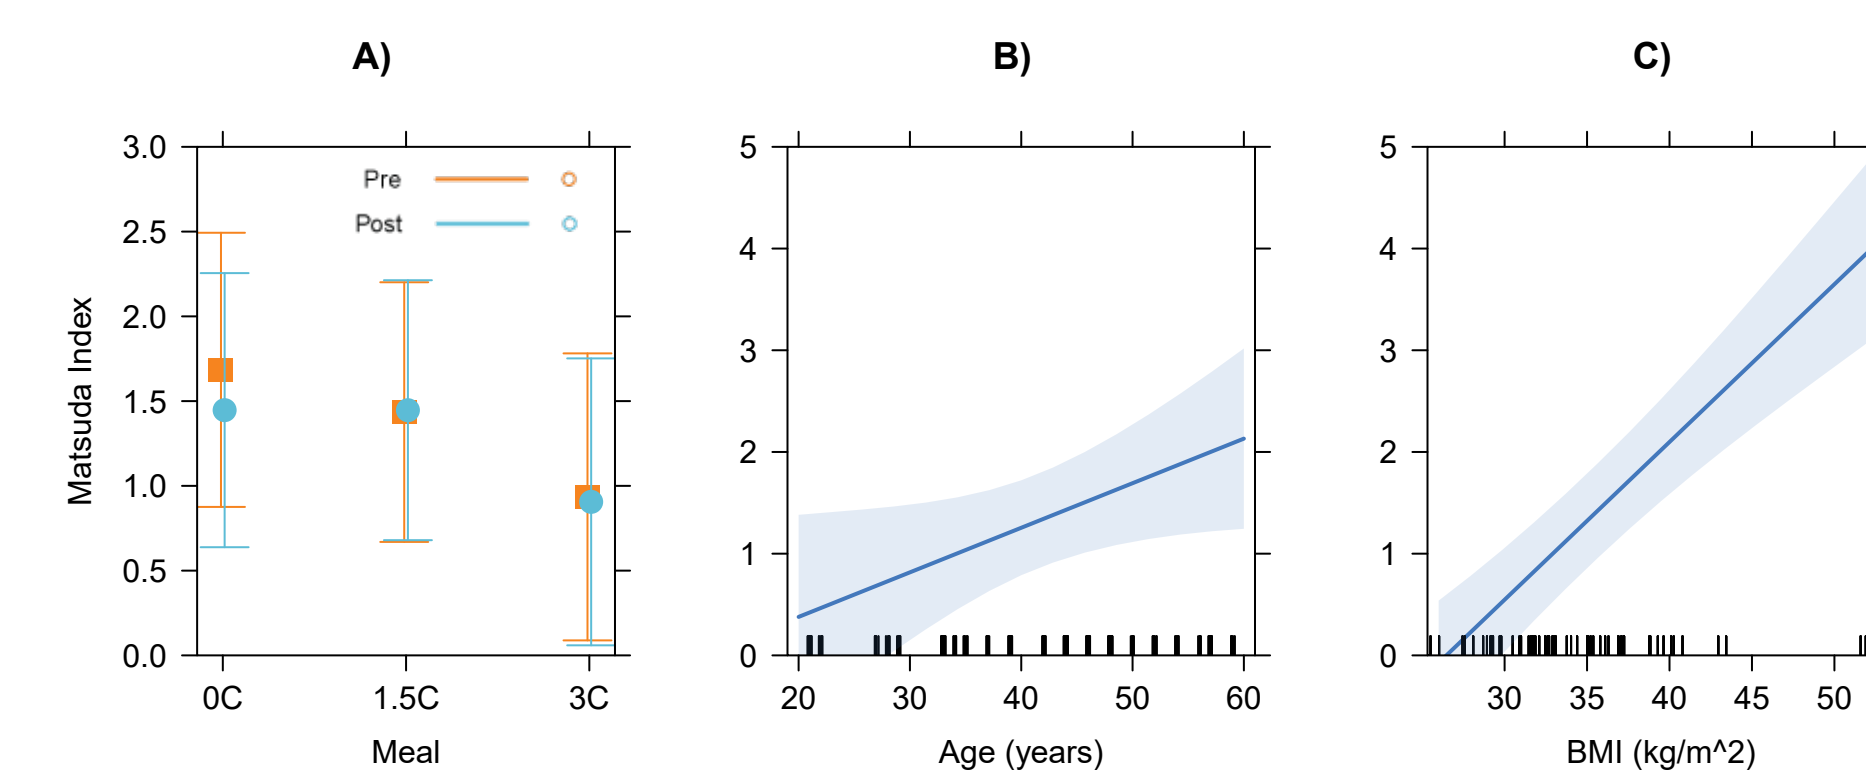 A)
B)
C)
Pre
Post
Matsuda Index
3.0
2.5
2.0
1.5
1.0
0.5
0.0
0C 1.5C 3C
Meal
5
4
3
2
1
0
20 30 40 50 60
Age (years)
5
4
3
2
1
0
30 35 40 45 50
BMI (kg/m^2)